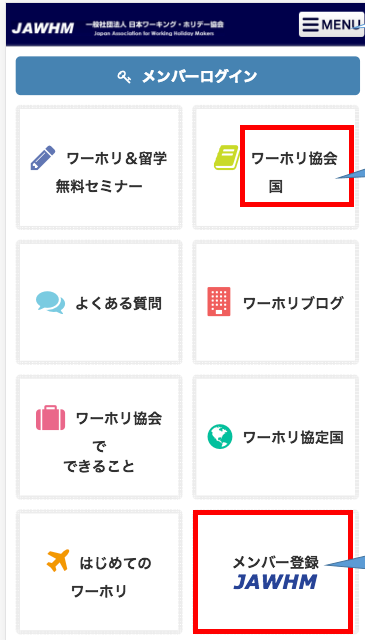 JAWHM 一般社団法人 日本ワーキング・ホリデー協会
Japan Association for Working Holiday Makers
MENU
メンバーログイン
ワーホリ＆留学
無料セミナー
ワーホリ協会
国
よくある質問
ワーホリブログ
ワーホリ協会
で
できること
ワーホリ協定国
はじめての
ワーホリ
メンバー登録
JAWHM